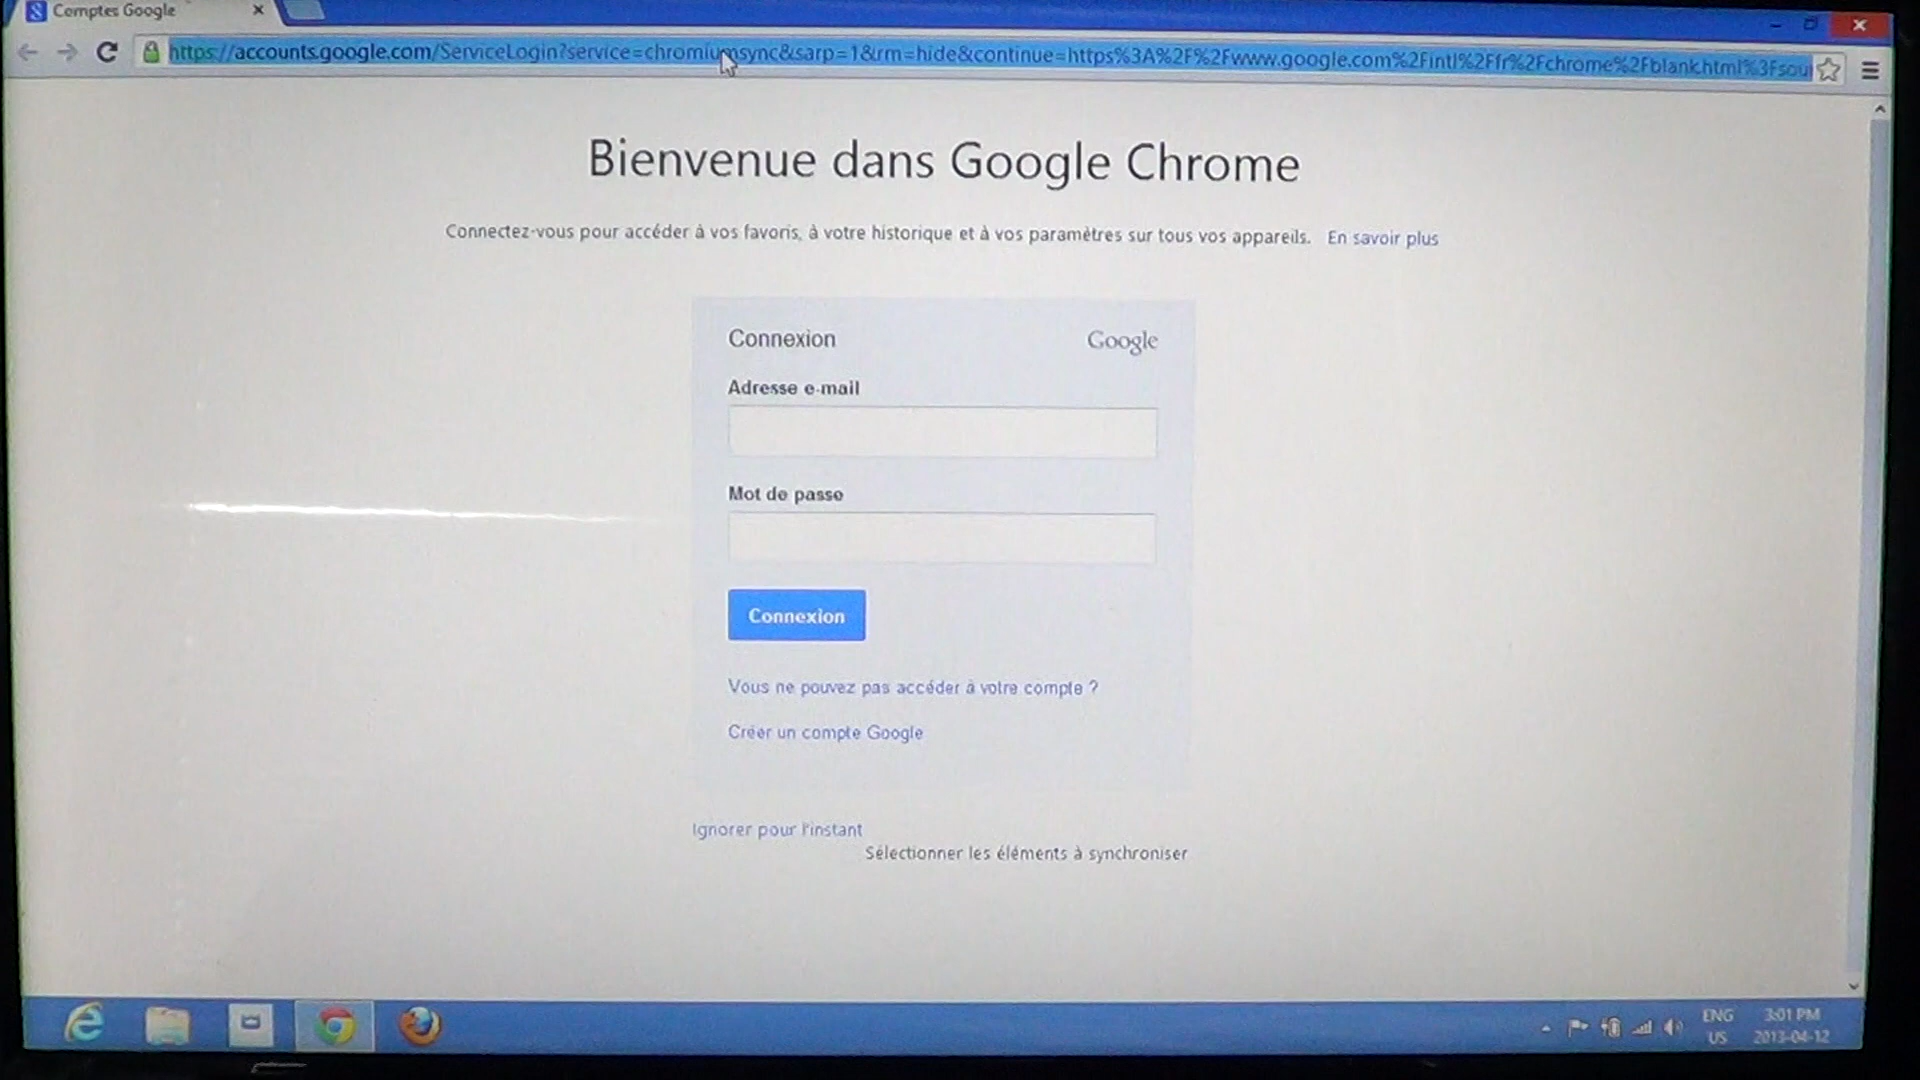 Comptes Google
https://accounts.google.com/ServiceLogin?service=chromiumsync&sarp=1&rm=hide&continue=https%3A%2F%2Fwww.google.com%2Fintl%2Ffr%2Fchrome%2Fblank.html%3Fsou
Bienvenue dans Google Chrome
Connectez-vous pour accéder à vos favoris, à votre historique et à vos paramètres sur tous vos appareils. En savoir plus
Connexion Google
Adresse e-mail
Mot de passe
Connexion
Vous ne pouvez pas accéder à votre compte ?
Créer un compte Google
Ignorer pour l'instant
Sélectionner les éléments à synchroniser
ENG 3:01 PM
US 2013-04-12